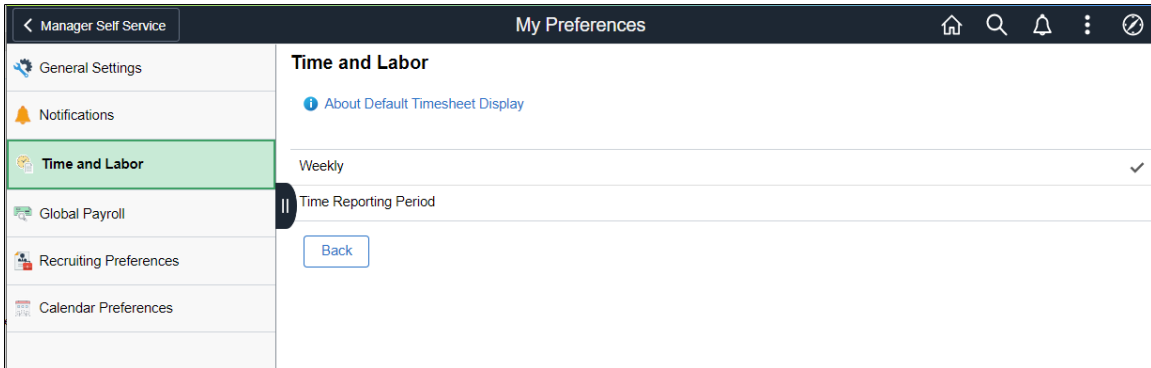 Manager Self Service
My Preferences
General Settings
Notifications
Time and Labor
Global Payroll
Recruiting Preferences
Calendar Preferences
Time and Labor
About Default Timesheet Display
Weekly
Time Reporting Period
Back